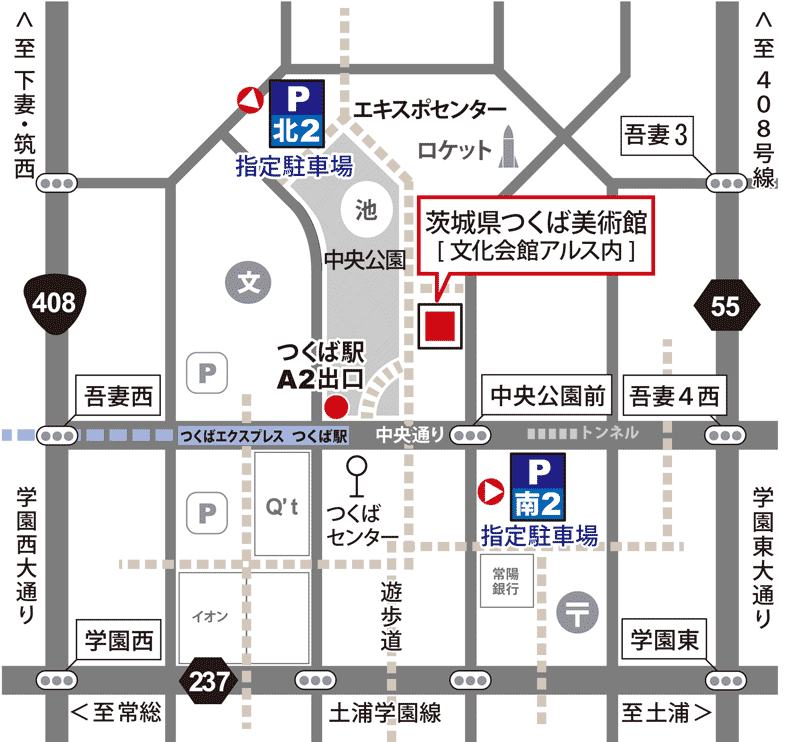 <至 下妻・筑西
<至 408号線
P
北2
指定駐車場
エキスポセンター
ロケット
吾妻3
池
茨城県つくば美術館
[ 文化会館アルス内 ]
中央公園
文
408
55
つくば駅
A2出口
P
吾妻西
中央公園前
吾妻4西
つくばエクスプレス つくば駅
中央通り
トンネル
P
南2
指定駐車場
P
Q't
つくば
センター
学園西大通り
学園東大通り
常陽
銀行
〒
イオン
遊歩道
学園西
学園東
237
<至常総
土浦学園線
至土浦>